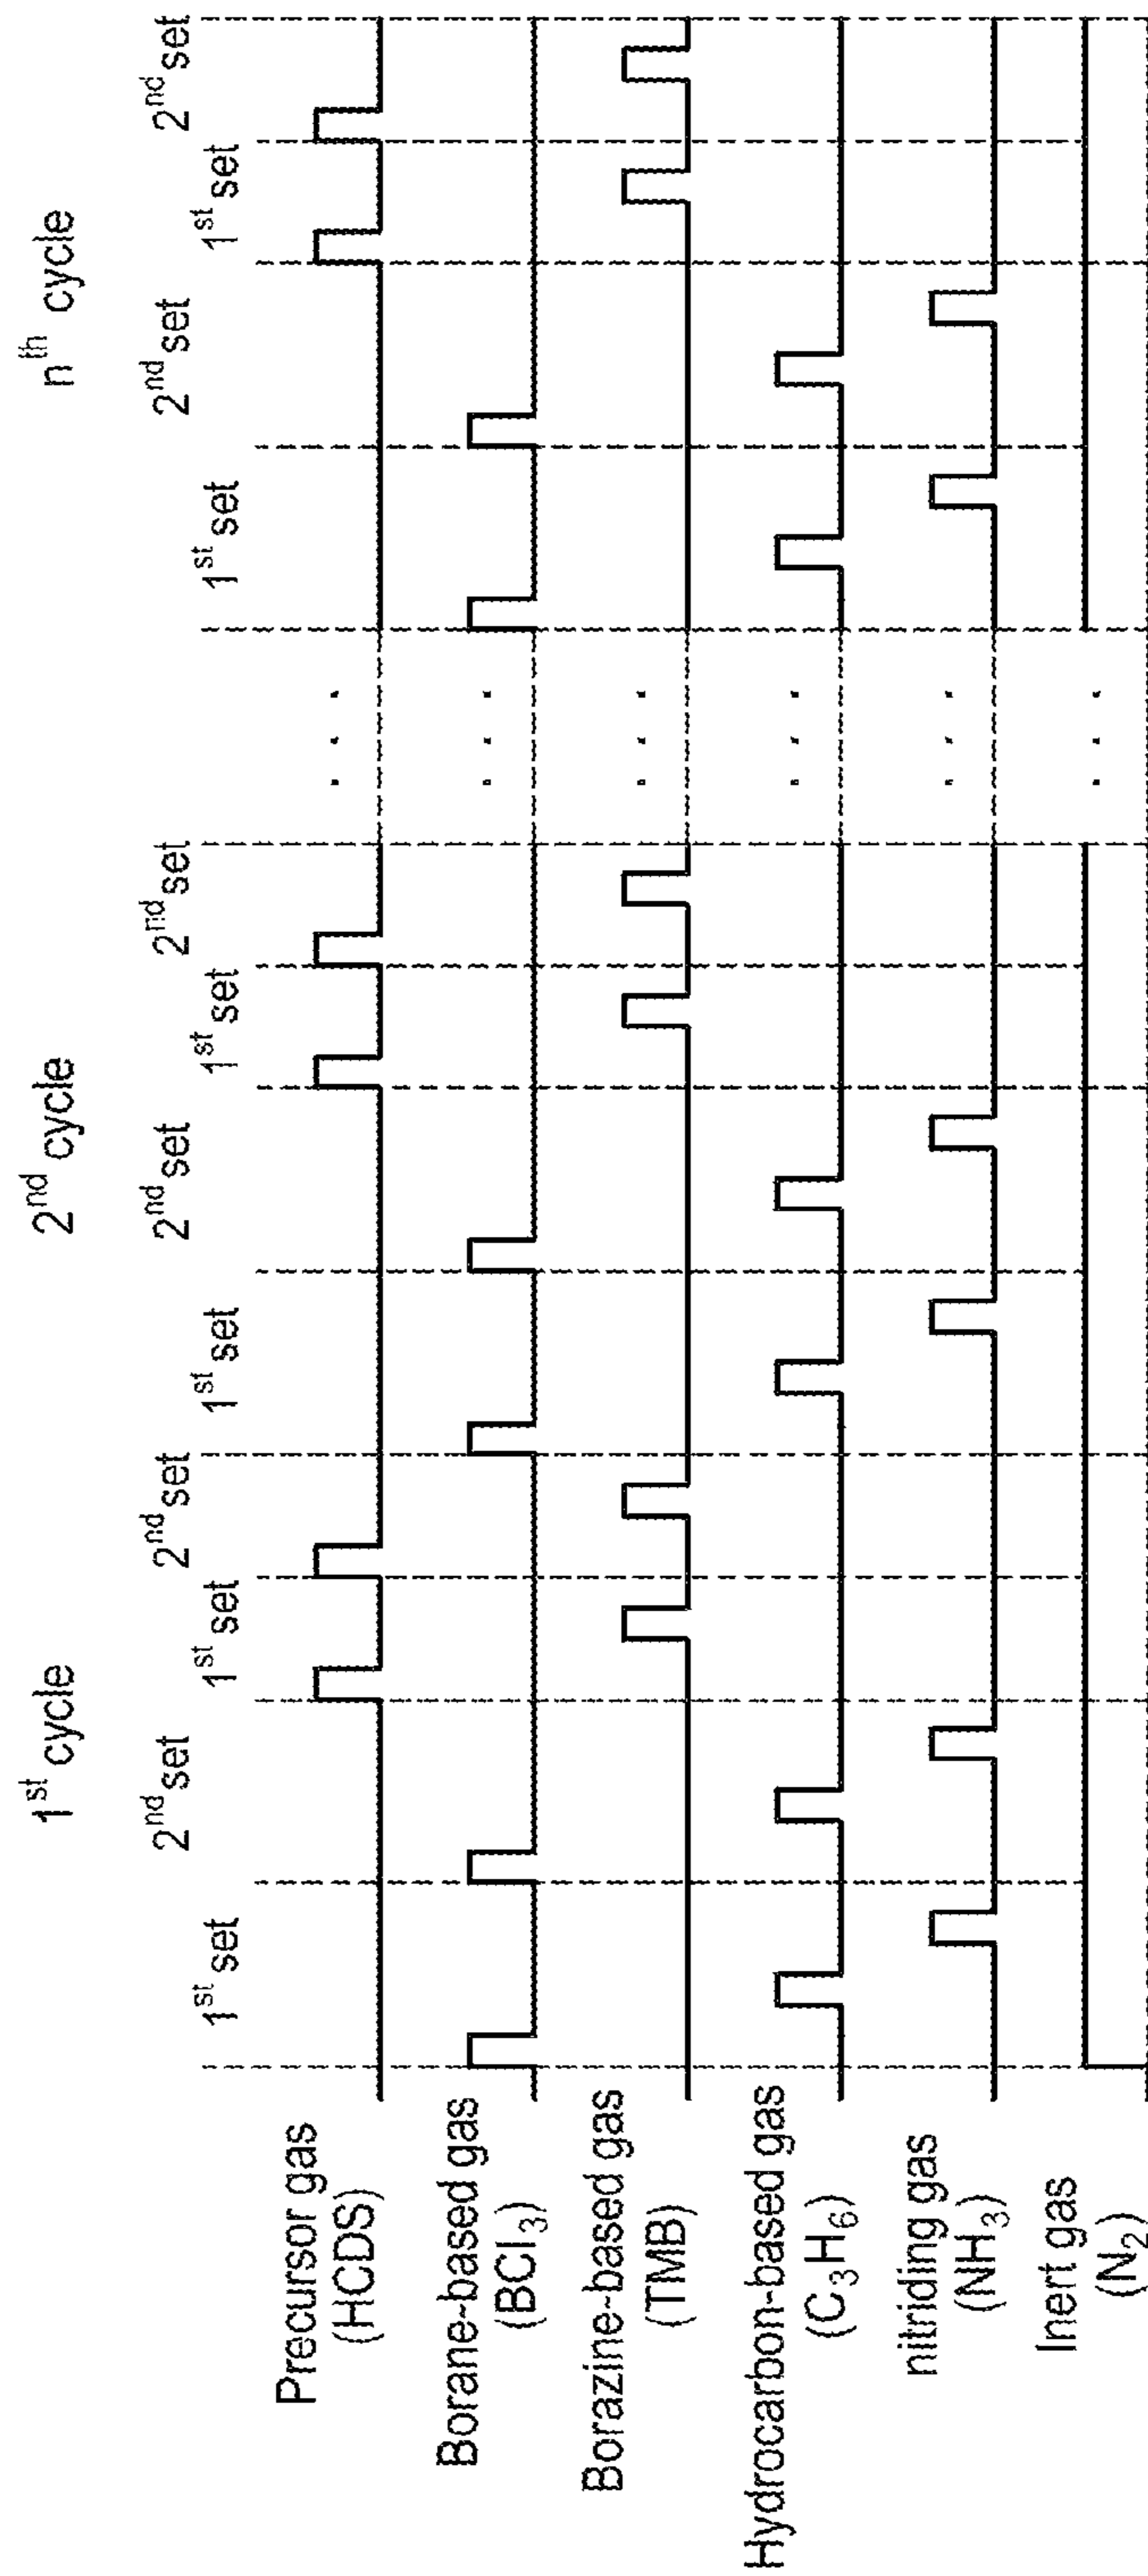 1st cycle
2nd cycle
nth cycle
1st set
2nd set
1st set
2nd set
1st set
2nd set
1st set
2nd set
1st set
2nd set
1st set
2nd set
Precursor gas
(HCDS)
Borane-based gas
(BCl3)
Borazine-based gas
(TMB)
Hydrocarbon-based gas
(C3H6)
nitriding gas
(NH3)
Inert gas
(N2)